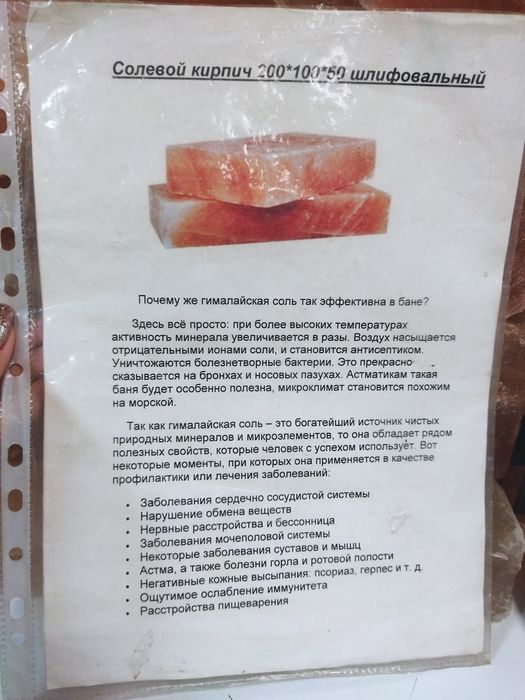 Солевой кирпич 200*100*50 шлифовальный
Почему же гималайская соль так эффективна в бане?
Здесь всё просто: при более высоких температурах
активность минерала увеличивается в разы. Воздух насыщается
отрицательными ионами соли, и становится антисептиком.
Уничтожаются болезнетворные бактерии. Это прекрасно
сказывается на бронхах и носовых пазухах. Астматикам такая
баня будет особенно полезна, микроклимат становится похожим
на морской.
Так как гималайская соль – это богатейший источник чистых
природных минералов и микроэлементов, то она обладает рядом
полезных свойств, которые человек с успехом использует. Вот
некоторые моменты, при которых она применяется в качестве
профилактики или лечения заболеваний:
• Заболевания сердечно сосудистой системы
• Нарушение обмена веществ
• Нервные расстройства и бессонница
• Заболевания мочеполовой системы
• Некоторые заболевания суставов и мышц
• Астма, а также болезни горла и ротовой полости
• Негативные кожные высыпания: псориаз, герпес и т. д.
• Ощутимое ослабление иммунитета
• Расстройства пищеварения